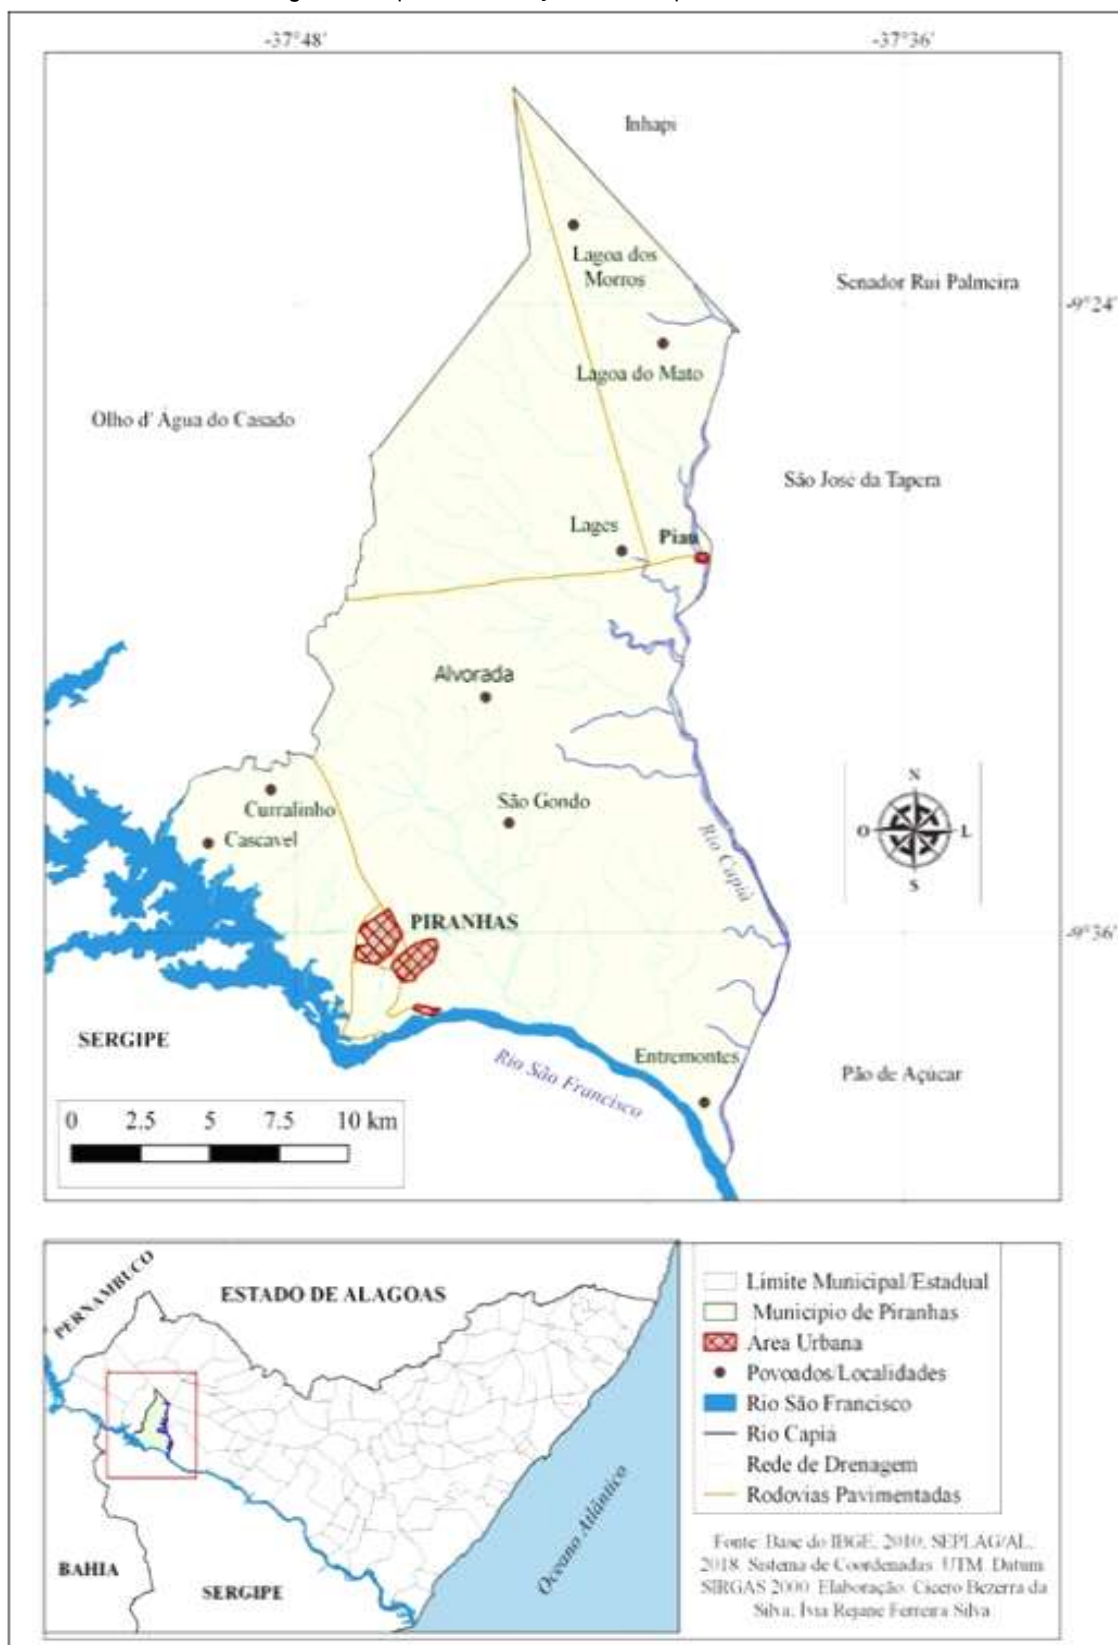 -37°48'
-37°36'
Inhapi
Lagoa dos
Morros
Senador Rui Palmeira
-9°24'
Lagoa do Mato
Olho d' Água do Casado
São José da Tapera
Lages
Piau
Alvorada
Curralinho
São Gondo
Cascavel
N
O
L
S
Rio Capiá
PIRANHAS
-9°36'
SERGIPE
Entremontes
Rio São Francisco
Pão de Açúcar
0 2.5 5 7.5 10 km
PERNAMBUCO
ESTADO DE ALAGOAS
Oceano Atlântico
BAHIA
SERGIPE
Limite Municipal/Estadual
Município de Piranhas
Area Urbana
Povoados/Localidades
Rio São Francisco
Rio Capiá
Rede de Drenagem
Rodovias Pavimentadas
Fonte: Base do IBGE, 2010; SEPLAG/AL,
2018. Sistema de Coordenadas: UTM. Datum
SIRGAS 2000. Elaboração: Cicero Bezerra da
Silva; Ivia Rejane Ferreira Silva